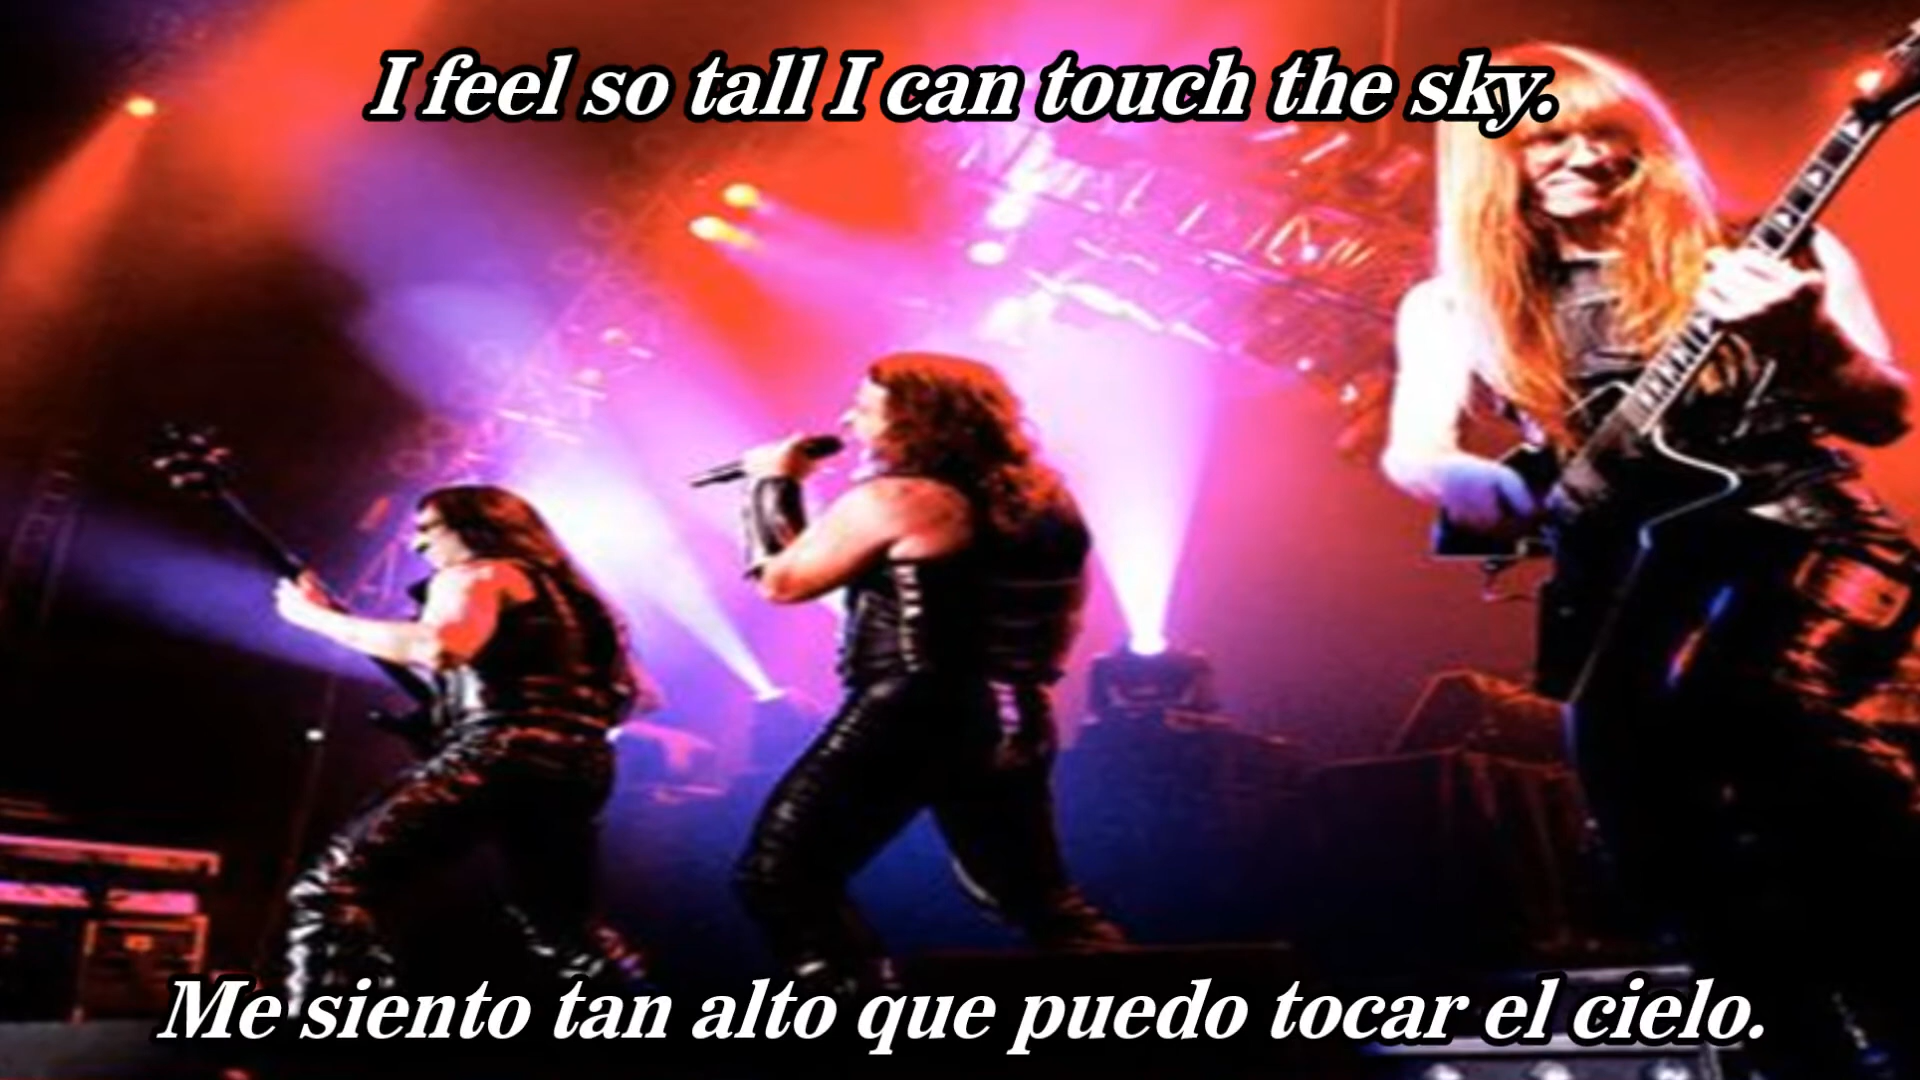 I feel so tall I can touch the sky.
Me siento tan alto que puedo tocar el cielo.